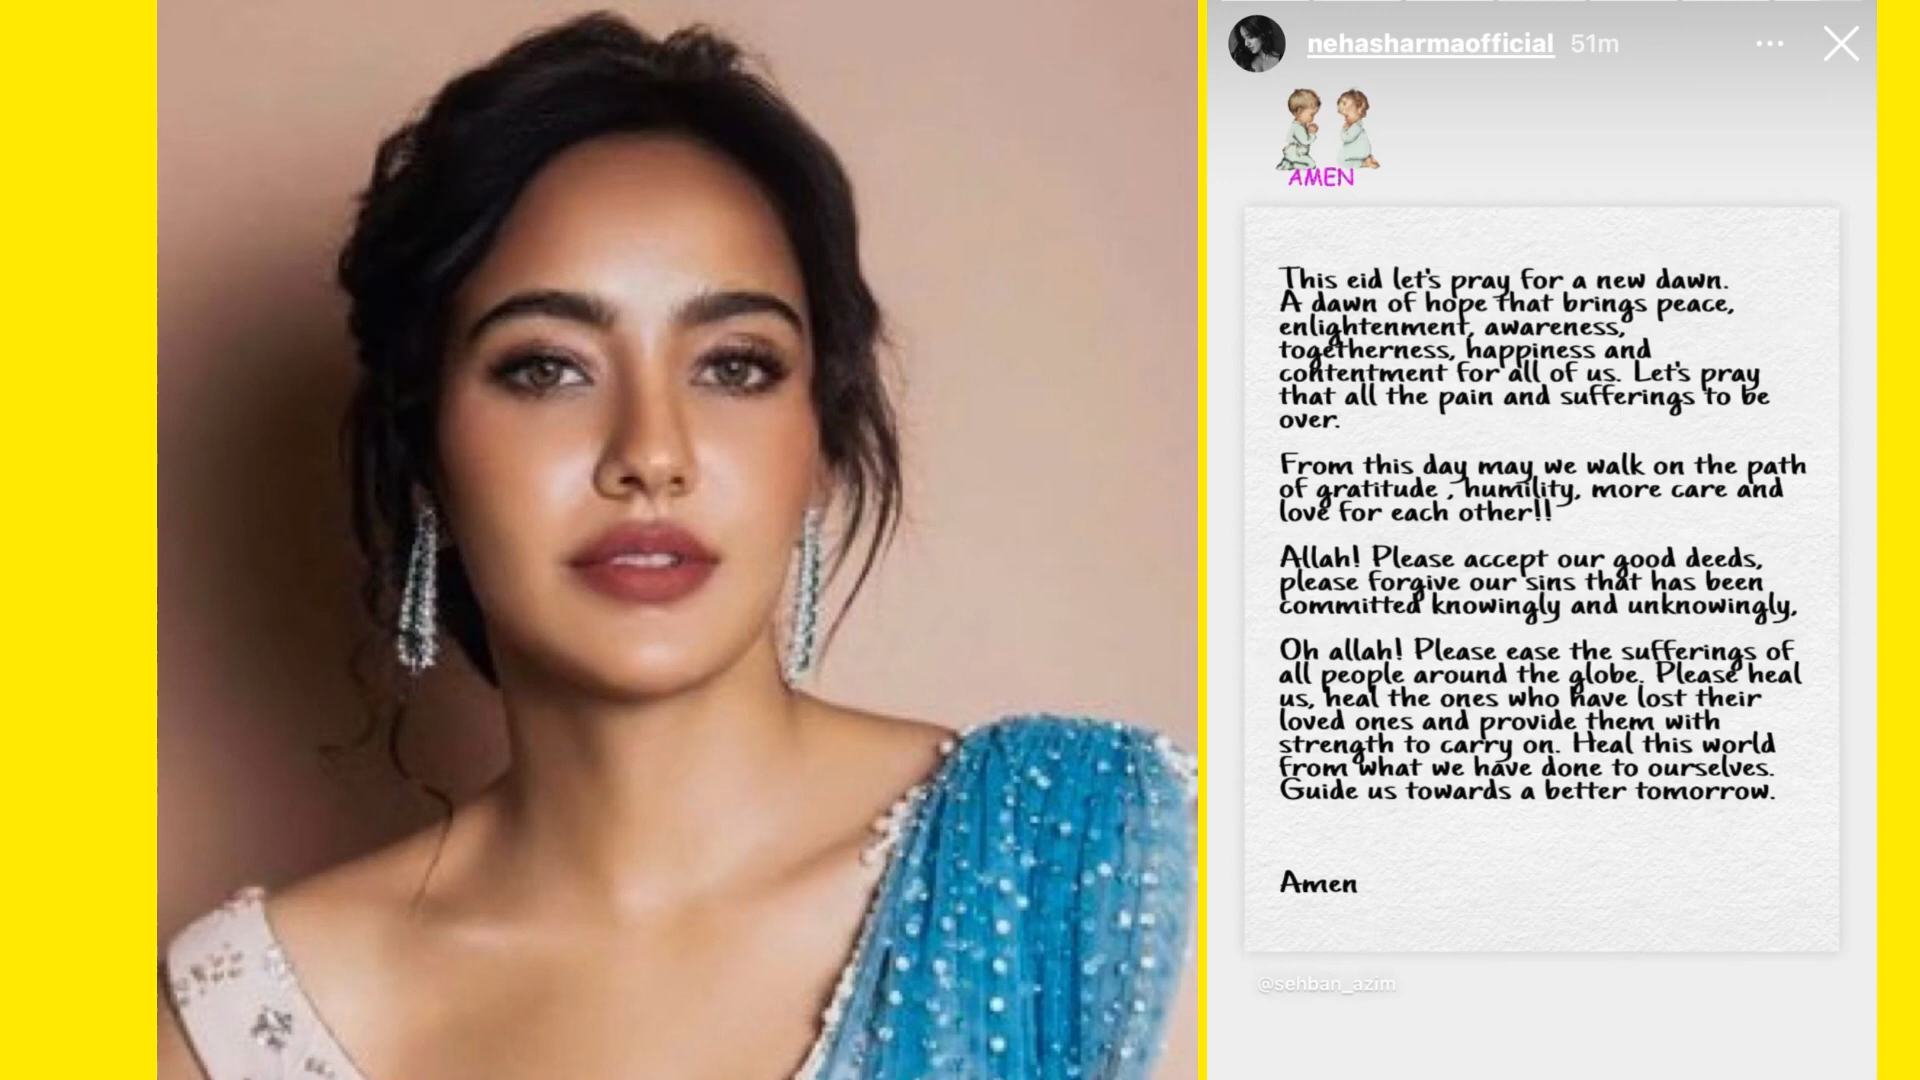 nehasharmaofficial 51m
AMEN
This eid let's pray for a new dawn.
A dawn of hope that brings peace,
enlightenment, awareness,
togetherness, happiness and
contentment for all of us. Let's pray
that all the pain and sufferings to be
over.
From this day may we walk on the path
of gratitude , humility, more care and
love for each other!!
Allah! Please accept our good deeds,
please forgive our sins that has been
committed knowingly and unknowingly,
Oh allah! Please ease the sufferings of
all people around the globe. Please heal
us, heal the ones who have lost their
loved ones and provide them with
strength to carry on. Heal this world
from what we have done to ourselves.
Guide us towards a better tomorrow.
Amen
@sehban_azim